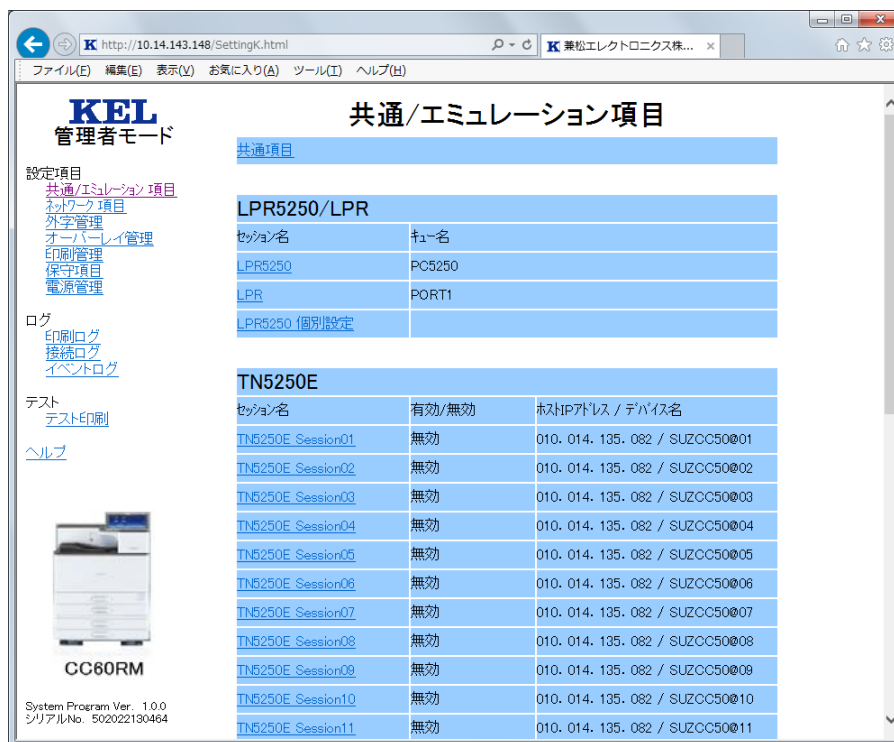 http://10.14.143.148/SettingK.html
K 兼松エレクトロニクス株... ×
ファイル(F) 編集(E) 表示(V) お気に入り(A) ツール(T) ヘルプ(H)
KEL
管理者モード
設定項目
共通/エミュレーション 項目
ネットワーク 項目
外字管理
オーバーレイ管理
印刷管理
保守項目
電源管理
ログ
印刷ログ
接続ログ
イベントログ
テスト
テスト印刷
ヘルプ
CC60RM
System Program Ver. 1.0.0
シリアルNo. 502022130464
共通/エミュレーション項目
共通項目
LPR5250/LPR
セッション名 キュー名
LPR5250 PC5250
LPR PORT1
LPR5250 個別設定
TN5250E
セッション名 有効/無効 ホストIPアドレス / デバイス名
TN5250E Session01 無効 010. 014. 135. 082 / SUZCC50@01
TN5250E Session02 無効 010. 014. 135. 082 / SUZCC50@02
TN5250E Session03 無効 010. 014. 135. 082 / SUZCC50@03
TN5250E Session04 無効 010. 014. 135. 082 / SUZCC50@04
TN5250E Session05 無効 010. 014. 135. 082 / SUZCC50@05
TN5250E Session06 無効 010. 014. 135. 082 / SUZCC50@06
TN5250E Session07 無効 010. 014. 135. 082 / SUZCC50@07
TN5250E Session08 無効 010. 014. 135. 082 / SUZCC50@08
TN5250E Session09 無効 010. 014. 135. 082 / SUZCC50@09
TN5250E Session10 無効 010. 014. 135. 082 / SUZCC50@10
TN5250E Session11 無効 010. 014. 135. 082 / SUZCC50@11